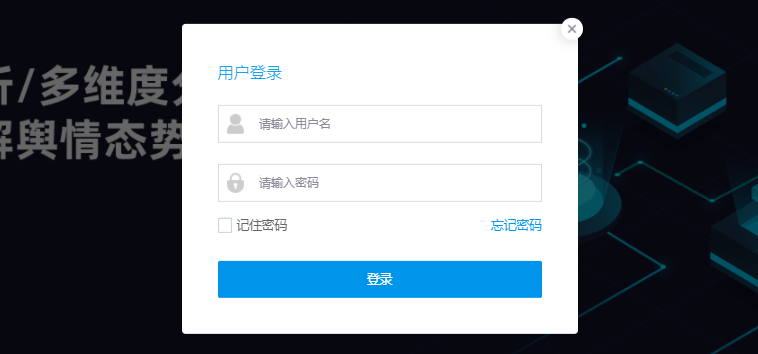 用户登录
析/多维度分
解舆情态势
请输入用户名
请输入密码
记住密码 忘记密码
登录